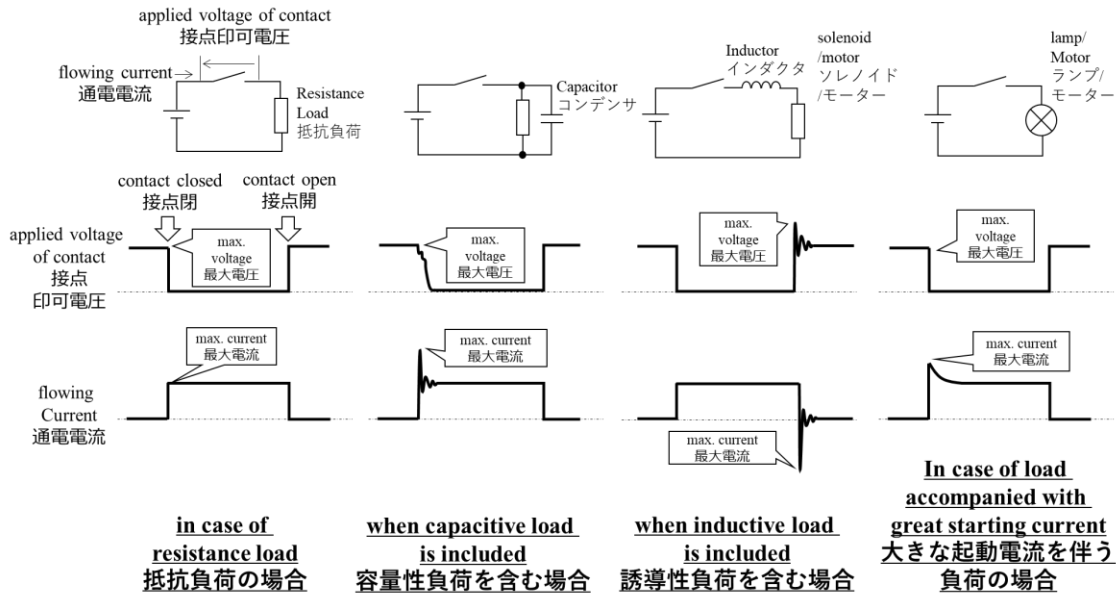 applied voltage of contact
接点印可電圧
flowing current
通電電流
Resistance
Load
抵抗負荷
Capacitor
コンデンサ
Inductor
インダクタ
solenoid
/motor
ソレノイド
/モーター
lamp/
Motor
ランプ/
モーター
contact closed
接点閉
contact open
接点開
applied voltage
of contact
接点
印可電圧
max.
voltage
最大電圧
max.
voltage
最大電圧
max.
voltage
最大電圧
max.
voltage
最大電圧
flowing
Current
通電電流
max. current
最大電流
max. current
最大電流
max. current
最大電流
max. current
最大電流
in case of
resistance load
抵抗負荷の場合
when capacitive load
is included
容量性負荷を含む場合
when inductive load
is included
誘導性負荷を含む場合
In case of load
accompanied with
great starting current
大きな起動電流を伴う
負荷の場合